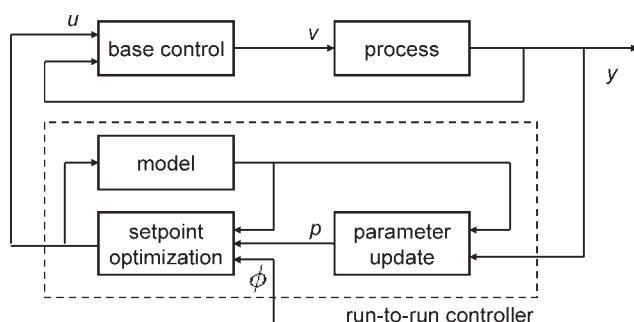 u
base control
v
process
y
model
setpoint
optimization
p
parameter
update
ϕ
run-to-run controller